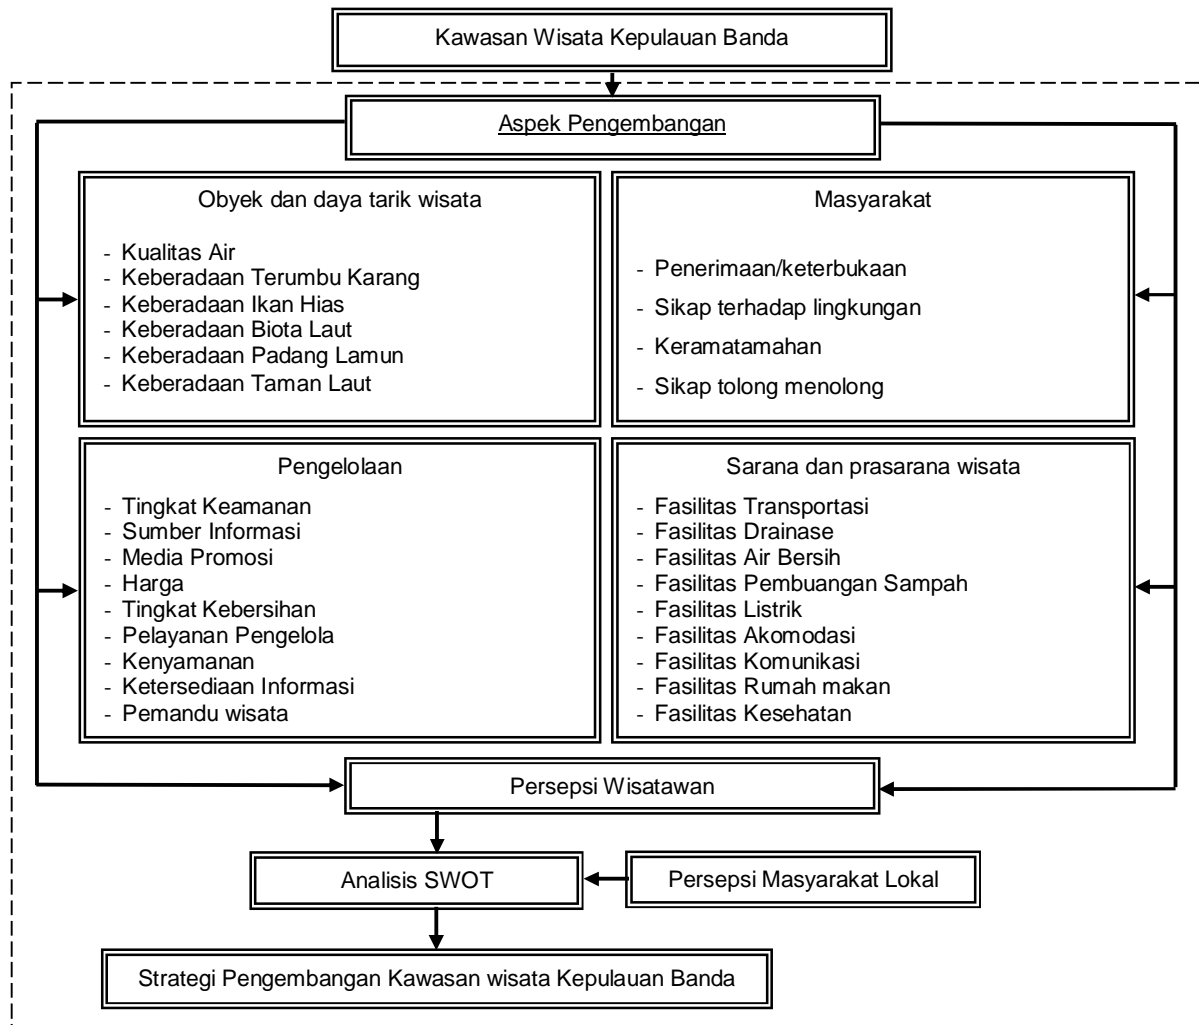 Kawasan Wisata Kepulauan Banda
Aspek Pengembangan
Obyek dan daya tarik wisata
- Kualitas Air
- Keberadaan Terumbu Karang
- Keberadaan Ikan Hias
- Keberadaan Biota Laut
- Keberadaan Padang Lamun
- Keberadaan Taman Laut
Masyarakat
- Penerimaan/keterbukaan
- Sikap terhadap lingkungan
- Keramatamahan
- Sikap tolong menolong
Pengelolaan
- Tingkat Keamanan
- Sumber Informasi
- Media Promosi
- Harga
- Tingkat Kebersihan
- Pelayanan Pengelola
- Kenyamanan
- Ketersediaan Informasi
- Pemandu wisata
Sarana dan prasarana wisata
- Fasilitas Transportasi
- Fasilitas Drainase
- Fasilitas Air Bersih
- Fasilitas Pembuangan Sampah
- Fasilitas Listrik
- Fasilitas Akomodasi
- Fasilitas Komunikasi
- Fasilitas Rumah makan
- Fasilitas Kesehatan
Persepsi Wisatawan
Analisis SWOT
Persepsi Masyarakat Lokal
Strategi Pengembangan Kawasan wisata Kepulauan Banda